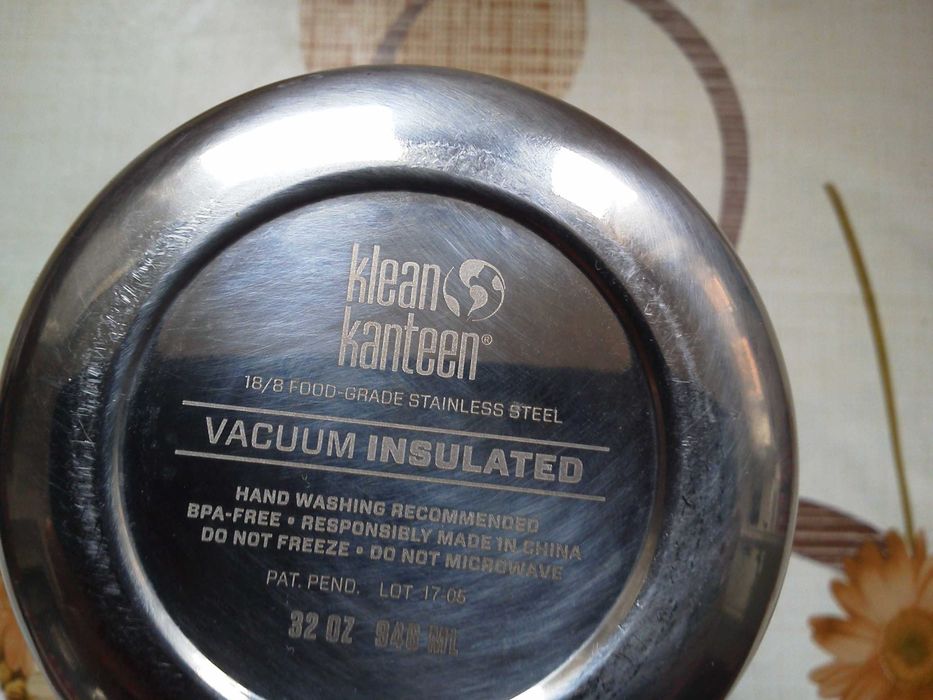 klean
kanteen®
18/8 FOOD-GRADE STAINLESS STEEL
VACUUM INSULATED
HAND WASHING RECOMMENDED
BPA-FREE • RESPONSIBLY MADE IN CHINA
DO NOT FREEZE • DO NOT MICROWAVE
PAT. PEND. LOT 17-05
32 OZ 946 ML